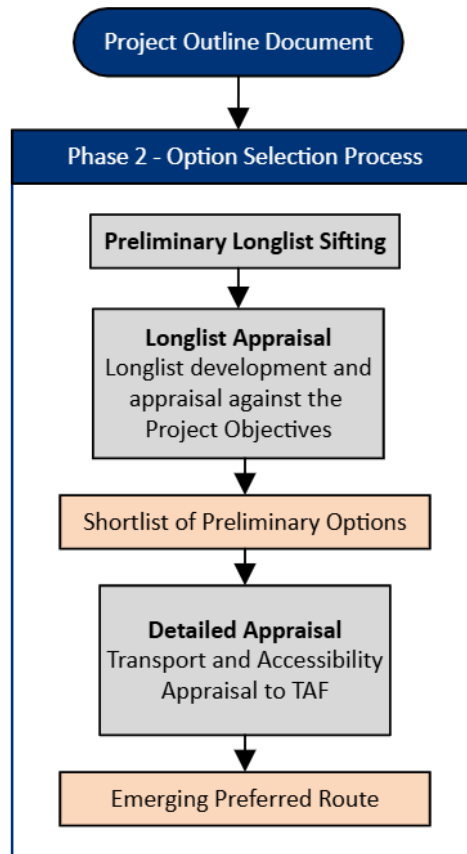 Project Outline Document
Phase 2 - Option Selection Process
Preliminary Longlist Sifting
Longlist Appraisal
Longlist development and
appraisal against the
Project Objectives
Shortlist of Preliminary Options
Detailed Appraisal
Transport and Accessibility
Appraisal to TAF
Emerging Preferred Route